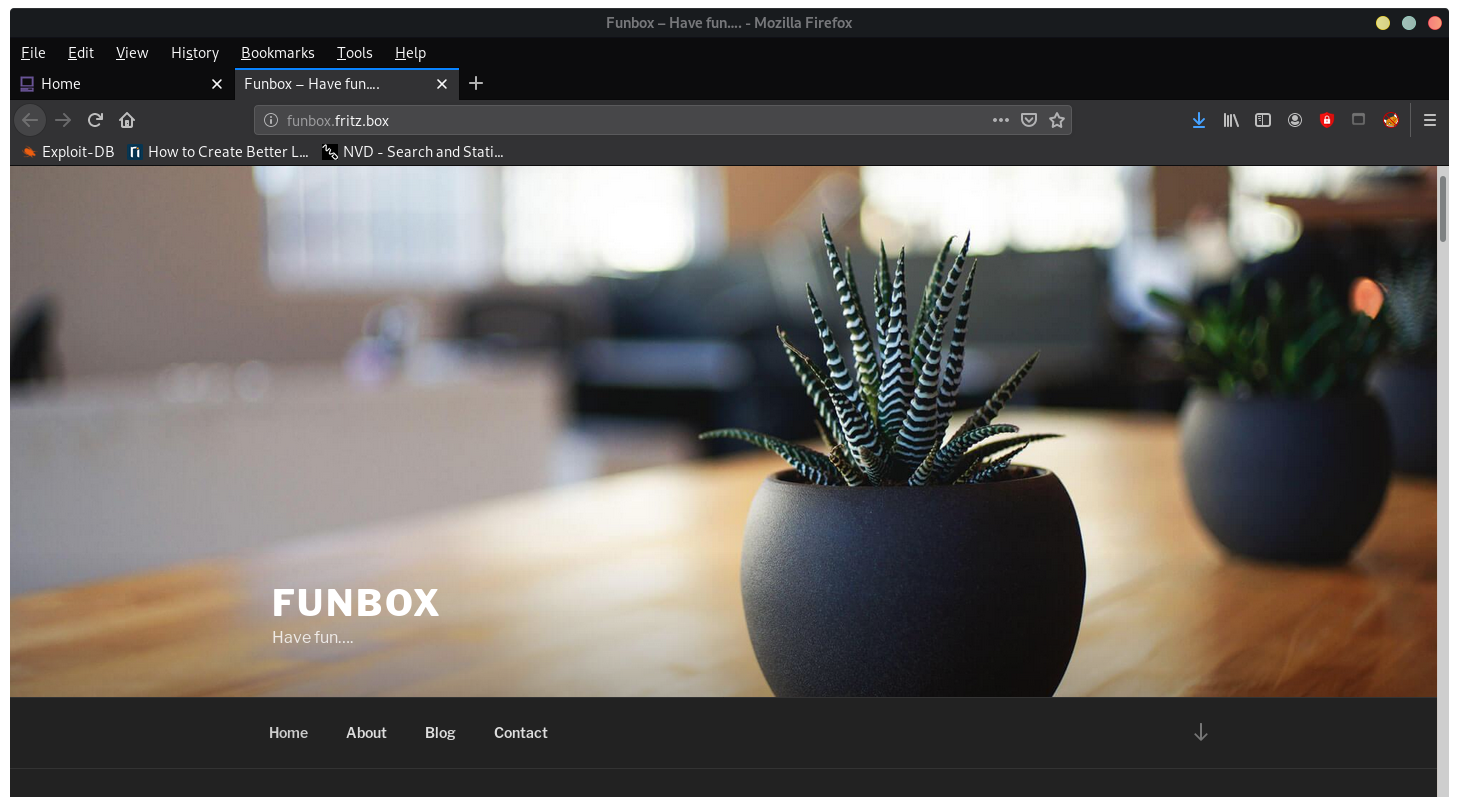 Funbox – Have fun.... - Mozilla Firefox
File Edit View History Bookmarks Tools Help
Home Funbox – Have fun....
funbox.fritz.box
Exploit-DB How to Create Better L... NVD - Search and Stati...
FUNBOX
Have fun....
Home About Blog Contact